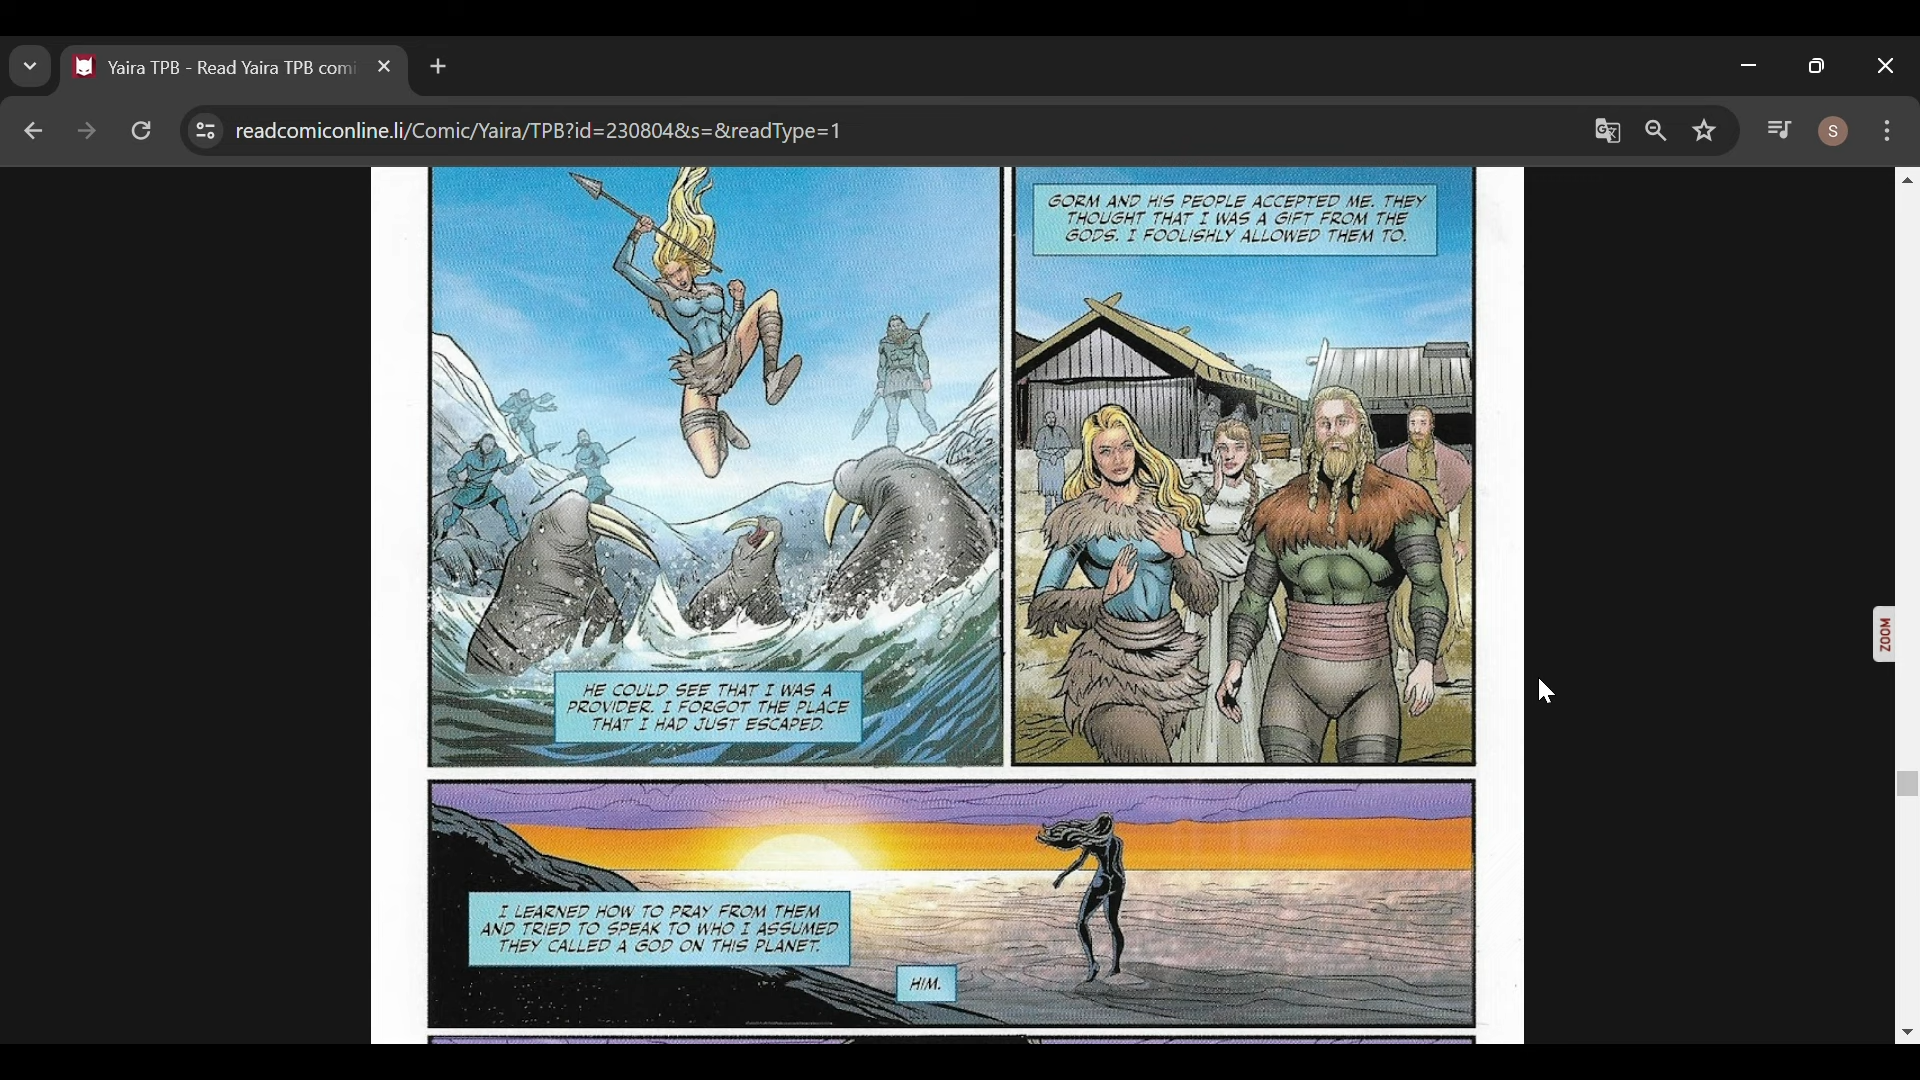 Yaira TPB - Read Yaira TPB comi
readcomiconline.li/Comic/Yaira/TPB?id=230804&s=&readType=1
S
GORM AND HIS PEOPLE ACCEPTED ME. THEY
THOUGHT THAT I WAS A GIFT FROM THE
GODS. I FOOLISHLY ALLOWED THEM TO.
HE COULD SEE THAT I WAS A
PROVIDER. I FORGOT THE PLACE
THAT I HAD JUST ESCAPED.
ZOOM
I LEARNED HOW TO PRAY FROM THEM
AND TRIED TO SPEAK TO WHO I ASSUMED
THEY CALLED A GOD ON THIS PLANET.
HIM.